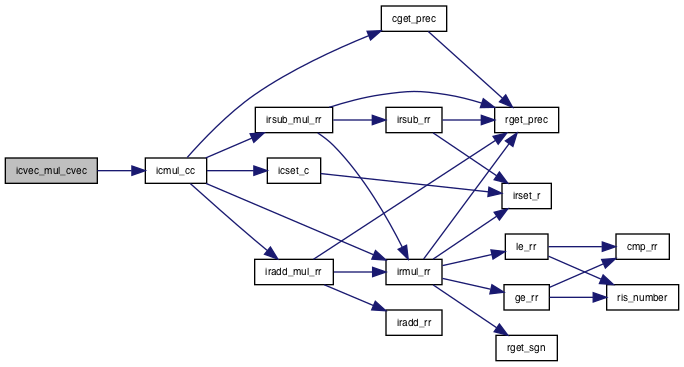 cget_prec
irsub_mul_rr
irsub_rr
rget_prec
icvec_mul_cvec
icmul_cc
icset_c
irset_r
le_rr
cmp_rr
iradd_mul_rr
irmul_rr
ge_rr
ris_number
iradd_rr
rget_sgn